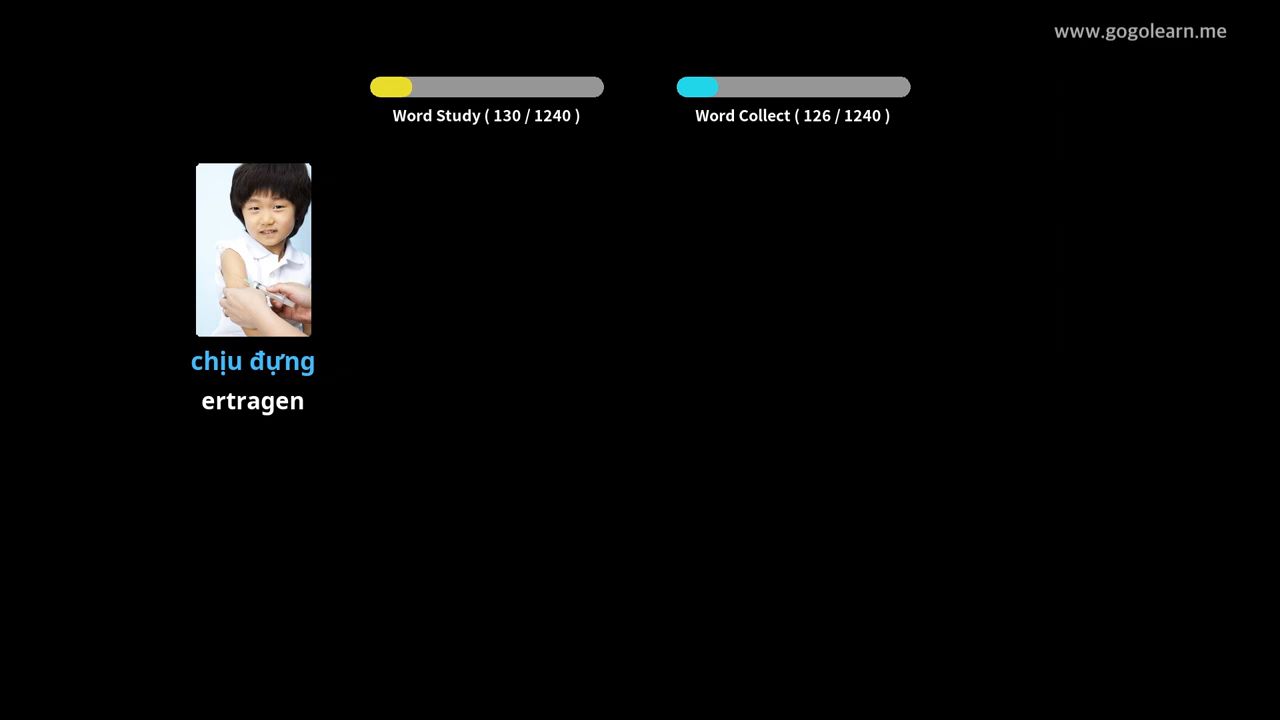 www.gogolearn.me
Word Study ( 130 / 1240 )
Word Collect ( 126 / 1240 )
chịu đựng
ertragen